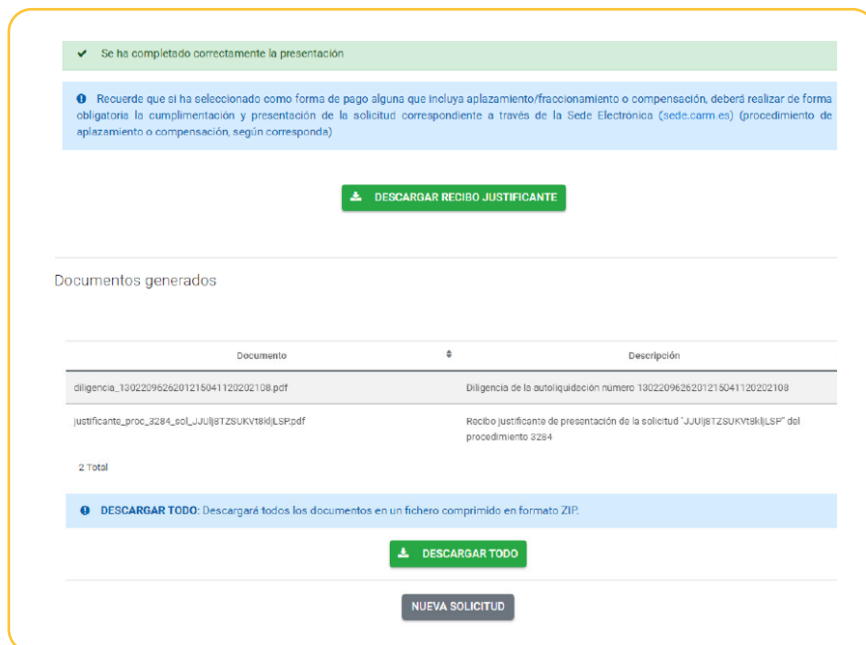 Se ha completado correctamente la presentación
Recuerde que si ha seleccionado como forma de pago alguna que incluya aplazamiento/fraccionamiento o compensación, deberá realizar de forma
obligatoria la cumplimentación y presentación de la solicitud correspondiente a través de la Sede Electrónica (sede.carm.es) (procedimiento de
aplazamiento o compensación, según corresponda)
DESCARGAR RECIBO JUSTIFICANTE
Documentos generados
Documento Descripción
diligencia_1302209626201215041120202108.pdf Diligencia de la autoliquidación número 1302209626201215041120202108
justificante_proc_3284_sol_JJUlj8TZSUKVt8kljLSP.pdf Recibo justificante de presentación de la solicitud "JJUlj8TZSUKVt8kljLSP" del
procedimiento 3284
2 Total
DESCARGAR TODO: Descargará todos los documentos en un fichero comprimido en formato ZIP.
DESCARGAR TODO
NUEVA SOLICITUD